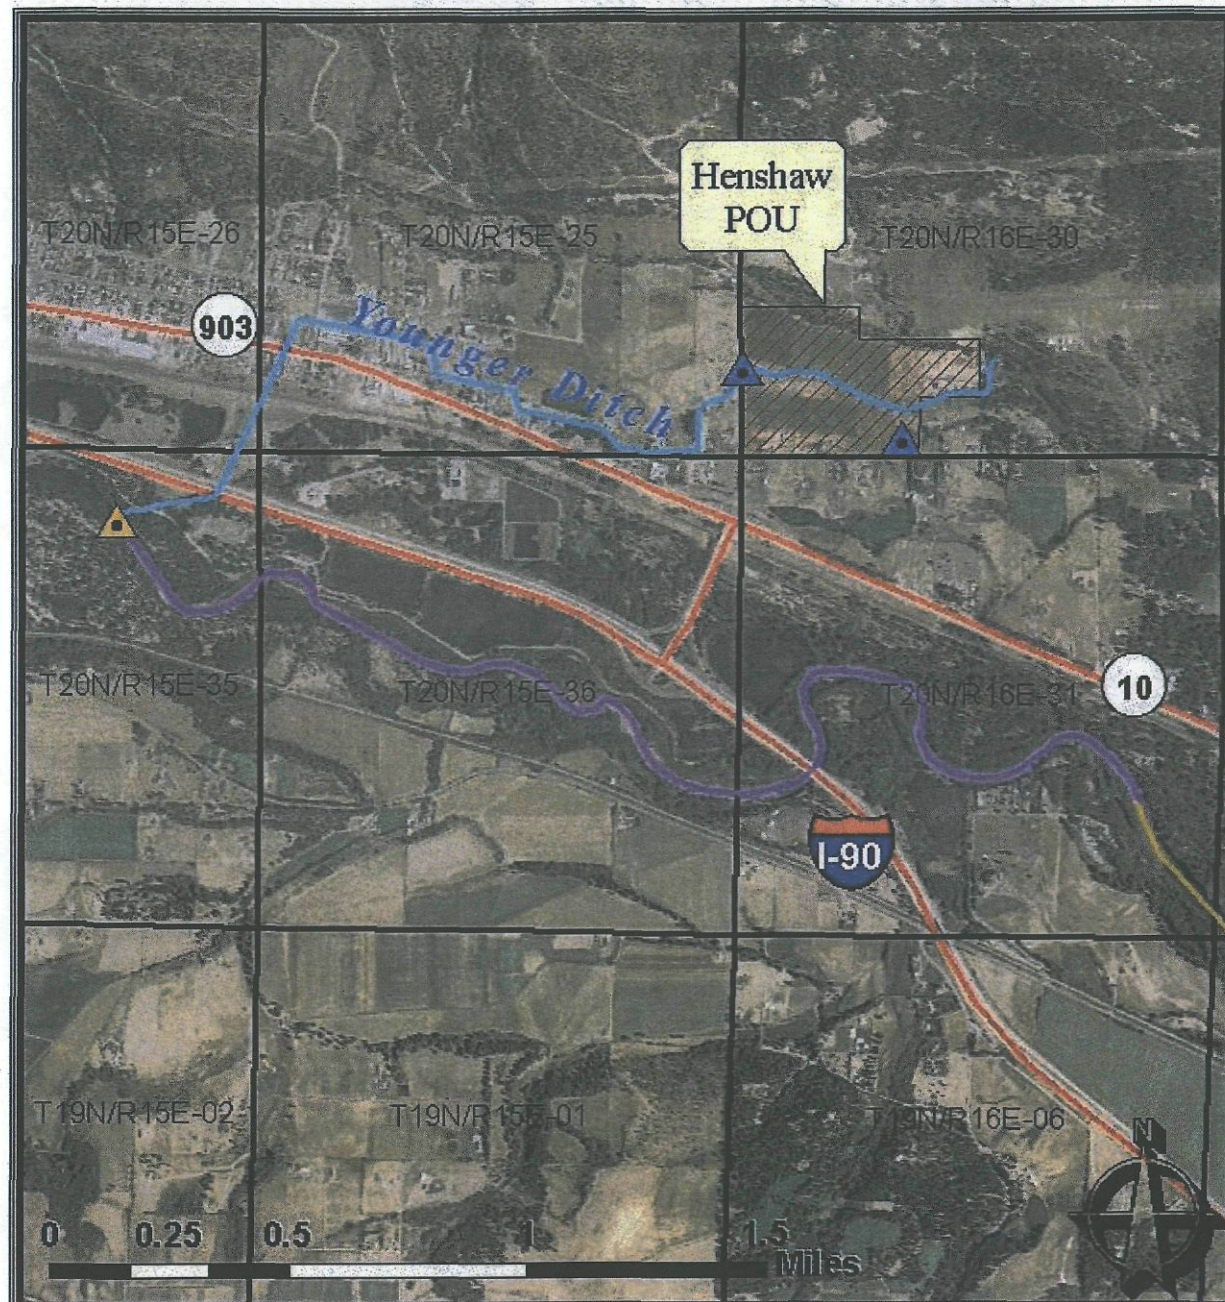 Henshaw
POU
T20N/R15E-26
T20N/R15E-25
T20N/R16E-30
903
Younger Ditch
T20N/R15E-35
T20N/R15E-36
T20N/R16E-31
10
I-90
T19N/R15E-02
T19N/R15E-01
T19N/R16E-06
N
0 0.25 0.5 1 1.5
Miles